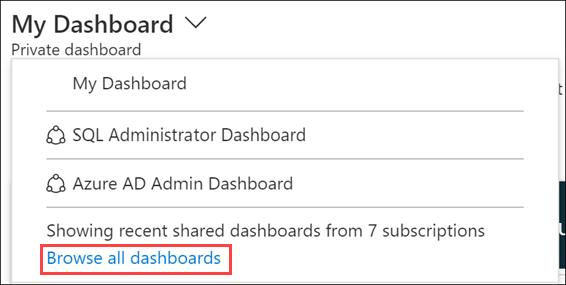 My Dashboard
Private dashboard
My Dashboard
SQL Administrator Dashboard
Azure AD Admin Dashboard
Showing recent shared dashboards from 7 subscriptions
Browse all dashboards